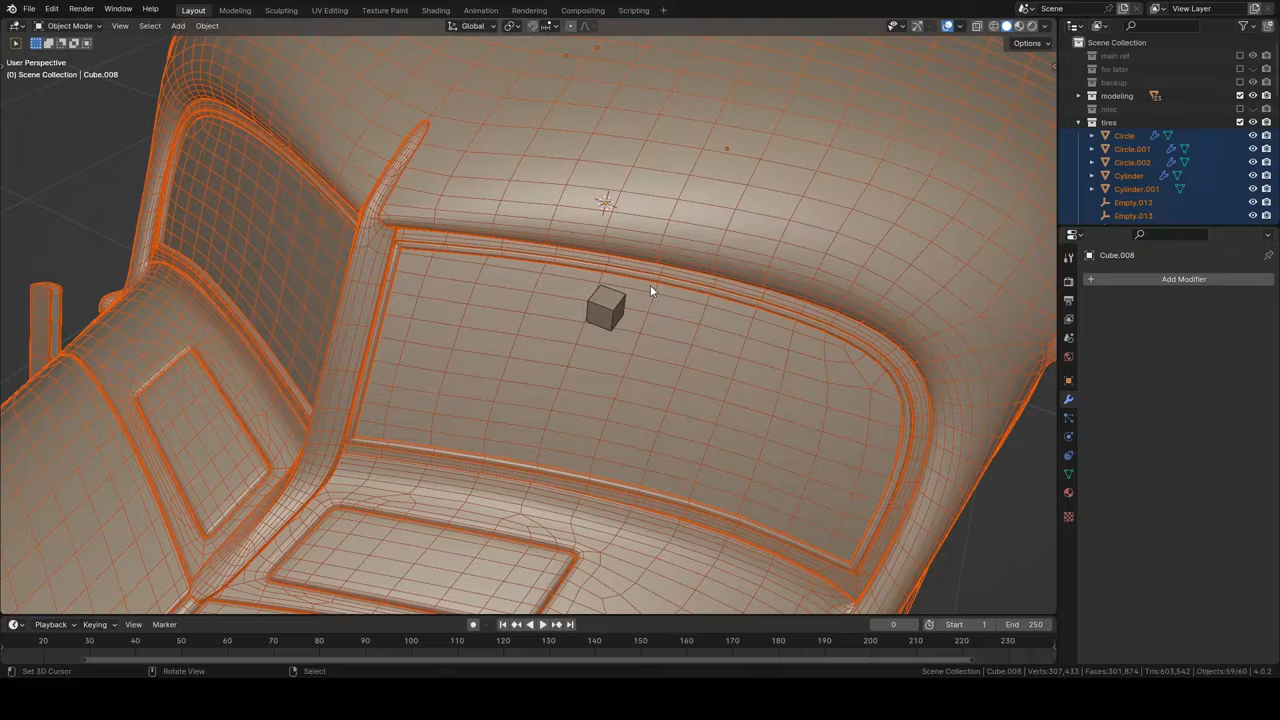 File Edit Render Window Help Layout Modeling Sculpting UV Editing Texture Paint Shading Animation Rendering Compositing Scripting Scene View Layer
Object Mode View Select Add Object Global
Options
User Perspective
(0) Scene Collection | Cube.008
Scene Collection
main ref
for later
backup
modeling 23
misc
tires
Circle
Circle.001
Circle.002
Cylinder
Cylinder.001
Empty.012
Empty.013
Cube.008
+ Add Modifier
Playback Keying View Marker 0 Start 1 End 250
20 30 40 50 60 70 80 90 100 110 120 130 140 150 160 170 180 190 200 210 220 230
Set 3D Cursor Rotate View Select Scene Collection | Cube.008 | Verts:307,433 | Faces:301,874 | Tris:603,542 | Objects:59/60 | 4.0.2